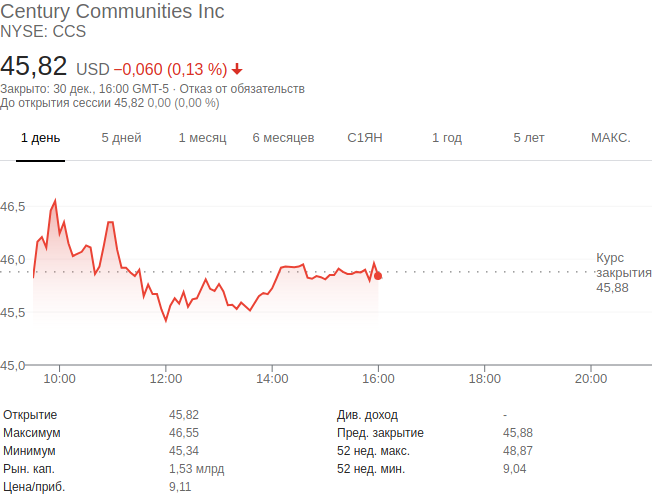 Century Communities Inc
NYSE: CCS
45,82 USD −0,060 (0,13 %)
Закрыто: 30 дек., 16:00 GMT-5 · Отказ от обязательств
До открытия сессии 45,82 0,00 (0,00 %)
1 день 5 дней 1 месяц 6 месяцев С1ЯН 1 год 5 лет МАКС.
46,5
46,0
45,5
45,0
Курс
закрытия
45,88
10:00 12:00 14:00 16:00 18:00 20:00
Открытие 45,82 Див. доход -
Максимум 46,55 Пред. закрытие 45,88
Минимум 45,34 52 нед. макс. 48,87
Рын. кап. 1,53 млрд 52 нед. мин. 9,04
Цена/приб. 9,11